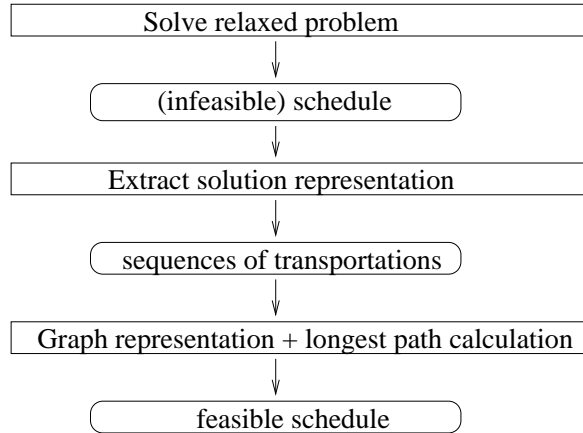 Solve relaxed problem
(infeasible) schedule
Extract solution representation
sequences of transportations
Graph representation + longest path calculation
feasible schedule